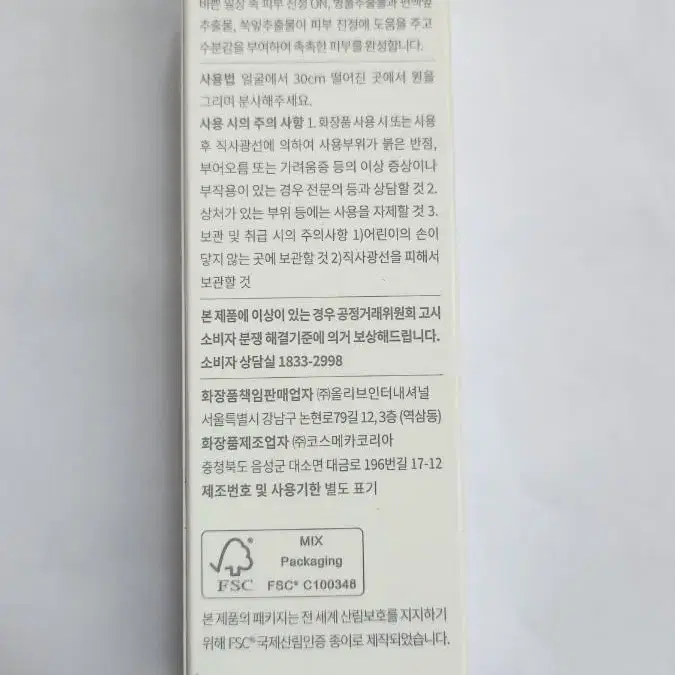 바쁜 일상 속 피부 진정 ON, 병풀추출물과 편백잎
추출물, 쑥잎추출물이 피부 진정에 도움을 주고
수분감을 부여하여 촉촉한 피부를 완성합니다.
사용법 얼굴에서 30cm 떨어진 곳에서 원을
그리며 분사해주세요.
사용 시의 주의 사항 1. 화장품 사용 시 또는 사용
후 직사광선에 의하여 사용부위가 붉은 반점,
부어오름 또는 가려움증 등의 이상 증상이나
부작용이 있는 경우 전문의 등과 상담할 것 2.
상처가 있는 부위 등에는 사용을 자제할 것 3.
보관 및 취급 시의 주의사항 1)어린이의 손이
닿지 않는 곳에 보관할 것 2)직사광선을 피해서
보관할 것
본 제품에 이상이 있는 경우 공정거래위원회 고시
소비자 분쟁 해결기준에 의거 보상해드립니다.
소비자 상담실 1833-2998
화장품책임판매업자 ㈜올리브인터내셔널
서울특별시 강남구 논현로79길 12, 3층 (역삼동)
화장품제조업자 ㈜코스메카코리아
충청북도 음성군 대소면 대금로 196번길 17-12
제조번호 및 사용기한 별도 표기
MIX
Packaging
FSC FSC® C100348
본 제품의 패키지는 전 세계 산림보호를 지지하기
위해 FSC®국제산림인증 종이로 제작되었습니다.